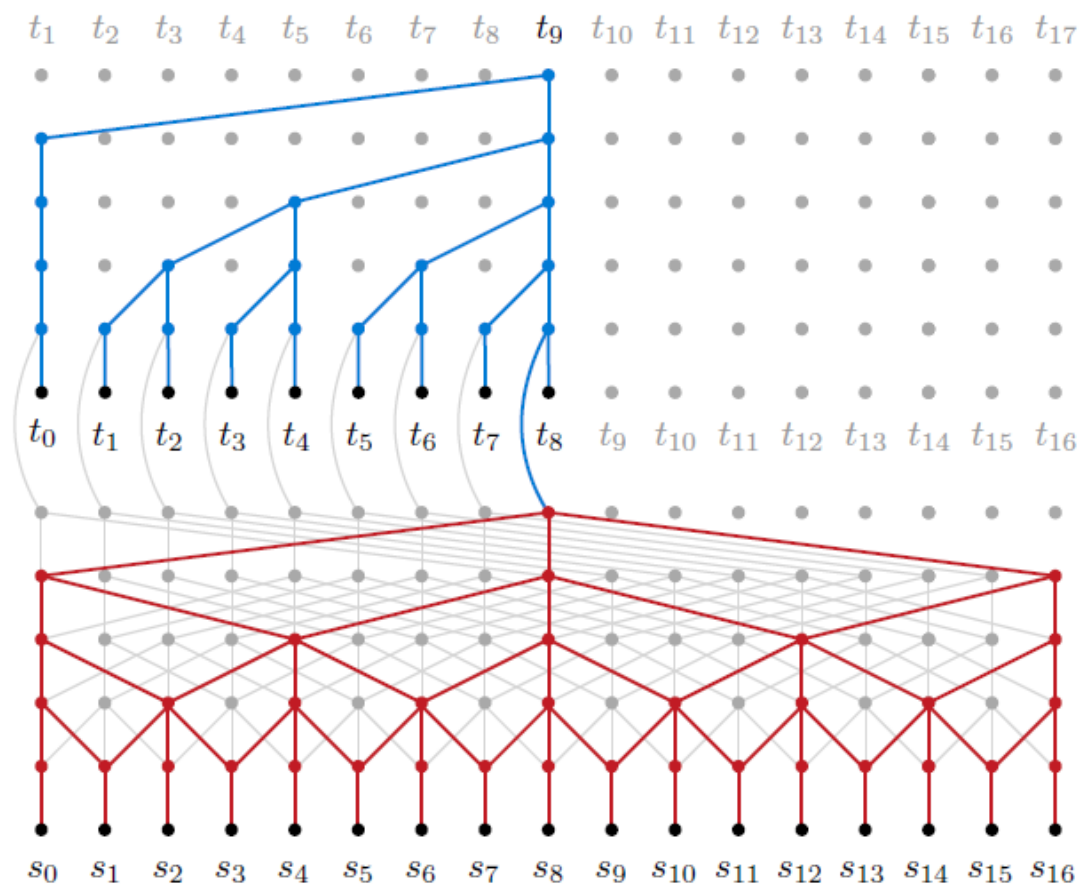 t₁ t₂ t₃ t₄ t₅ t₆ t₇ t₈ t₉ t₁₀ t₁₁ t₁₂ t₁₃ t₁₄ t₁₅ t₁₆ t₁₇
t₀ t₁ t₂ t₃ t₄ t₅ t₆ t₇ t₈ t₉ t₁₀ t₁₁ t₁₂ t₁₃ t₁₄ t₁₅ t₁₆
s₀ s₁ s₂ s₃ s₄ s₅ s₆ s₇ s₈ s₉ s₁₀ s₁₁ s₁₂ s₁₃ s₁₄ s₁₅ s₁₆